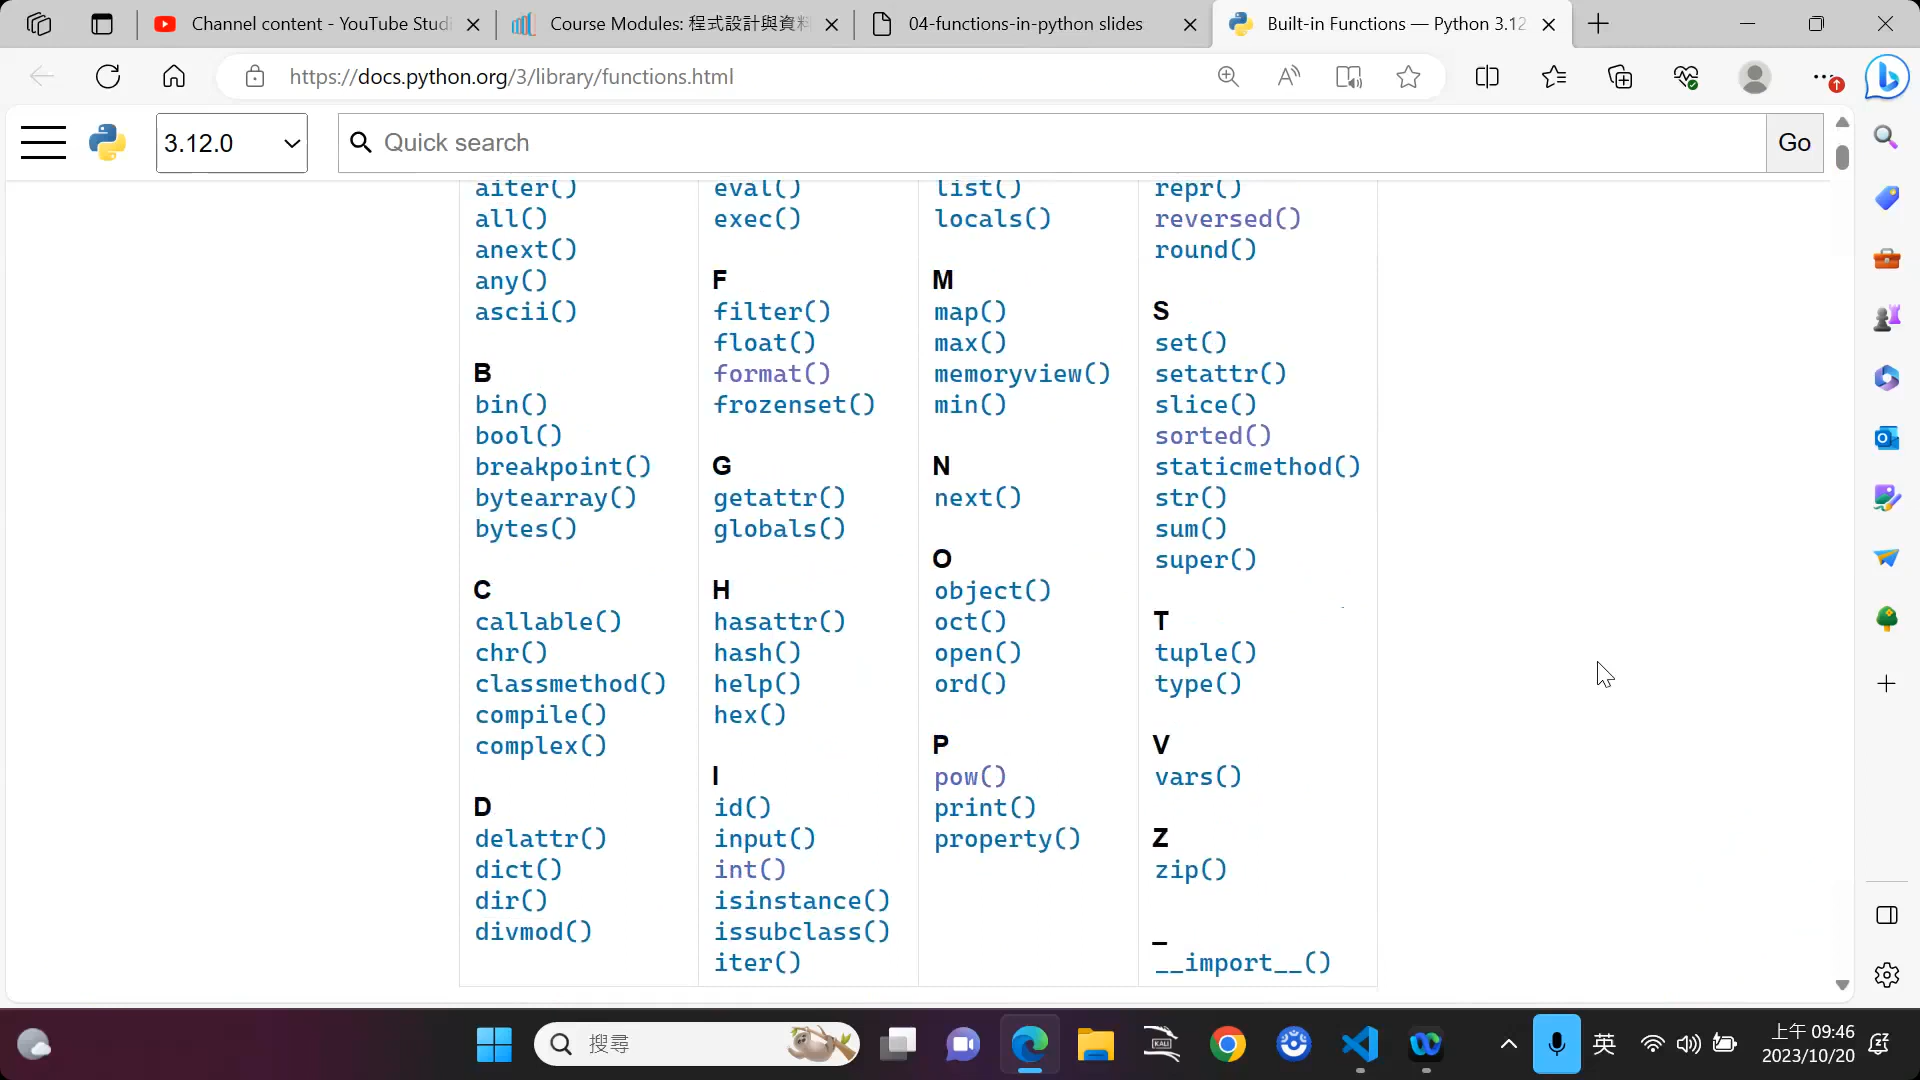 Channel content - YouTube Studi
Course Modules: 程式設計與資料
04-functions-in-python slides
Built-in Functions — Python 3.12
https://docs.python.org/3/library/functions.html
3.12.0
Quick search
Go
aiter()
all()
anext()
any()
ascii()
B
bin()
bool()
breakpoint()
bytearray()
bytes()
C
callable()
chr()
classmethod()
compile()
complex()
D
delattr()
dict()
dir()
divmod()
eval()
exec()
F
filter()
float()
format()
frozenset()
G
getattr()
globals()
H
hasattr()
hash()
help()
hex()
I
id()
input()
int()
isinstance()
issubclass()
iter()
list()
locals()
M
map()
max()
memoryview()
min()
N
next()
O
object()
oct()
open()
ord()
P
pow()
print()
property()
repr()
reversed()
round()
S
set()
setattr()
slice()
sorted()
staticmethod()
str()
sum()
super()
T
tuple()
type()
V
vars()
Z
zip()
_
__import__()
搜尋
KALI
英
上午 09:46
2023/10/20